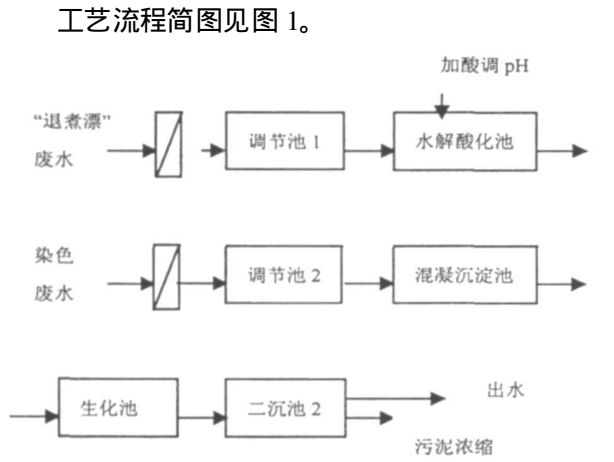 工艺流程简图见图 1。
加酸调 pH
“退煮漂”
废水
调节池 1
水解酸化池
染色
废水
调节池 2
混凝沉淀池
生化池
二沉池 2
出水
污泥浓缩